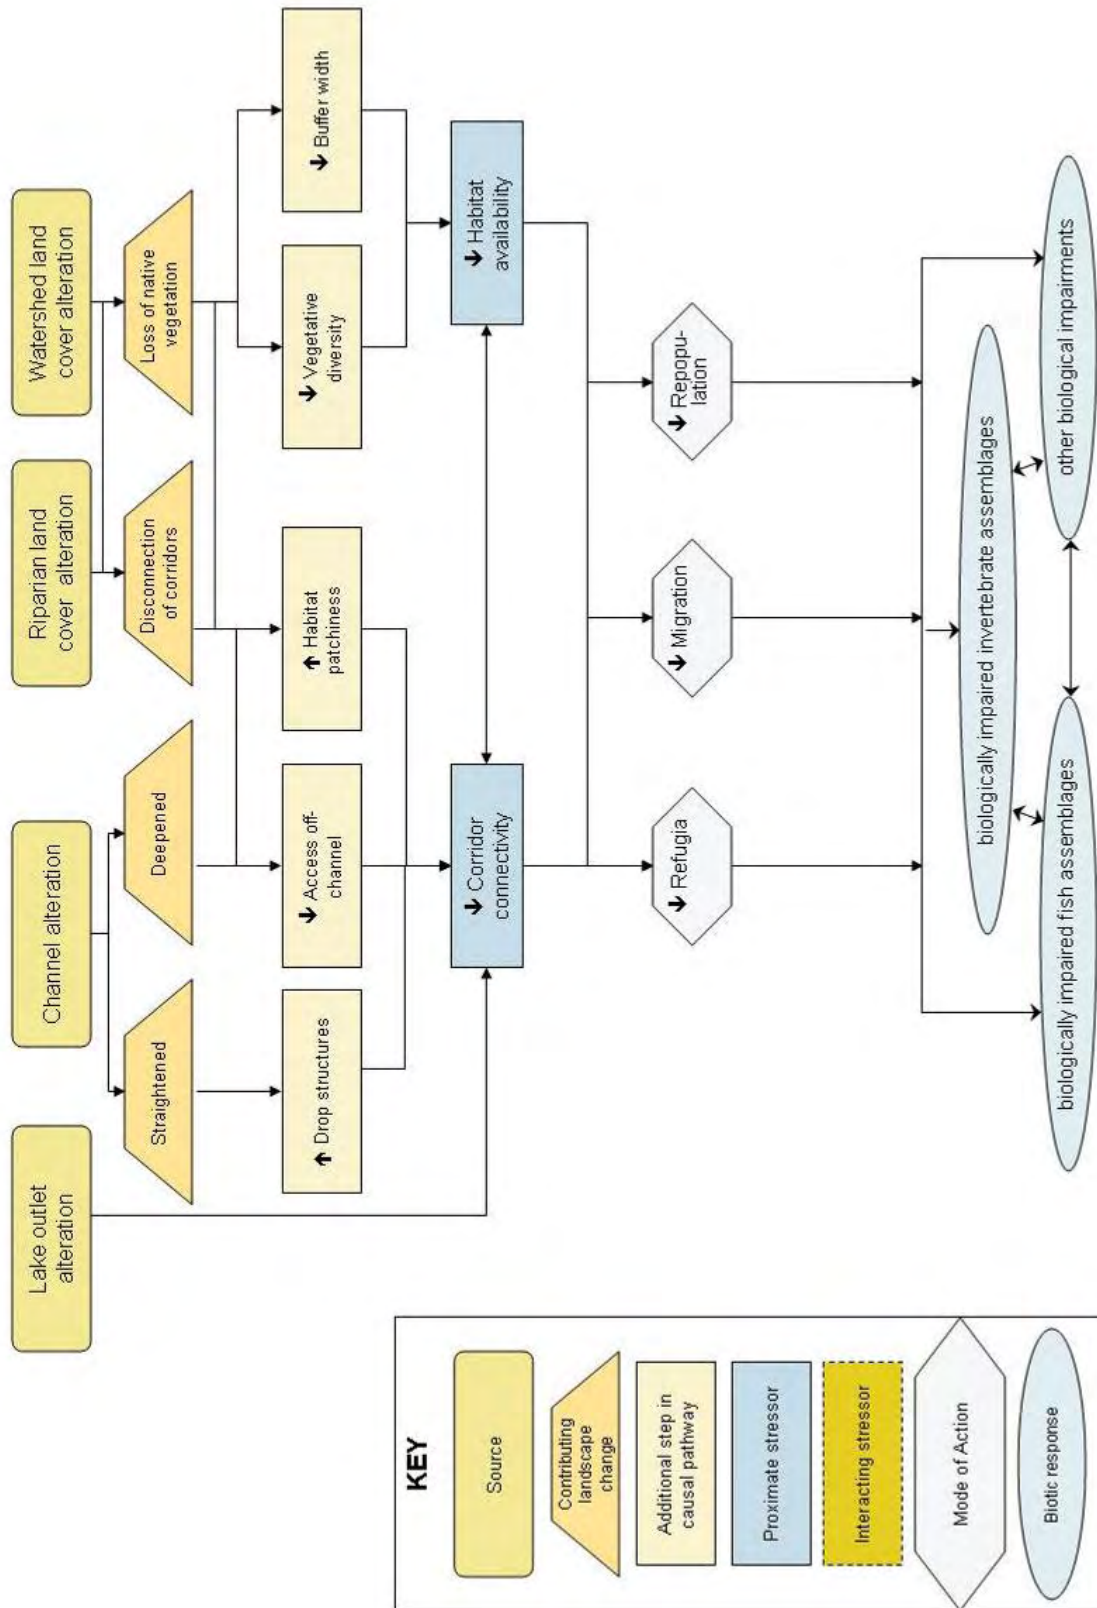 Lake outlet
alteration
Channel alteration
Riparian land
cover alteration
Watershed land
cover alteration
Straightened
Deepened
Disconnection
of corridors
Loss of native
vegetation
↑ Drop structures
↓ Access off-
channel
↑ Habitat
patchiness
↓ Vegetative
diversity
↓ Buffer width
↓ Corridor
connectivity
↓ Habitat
availability
↓ Refugia
↓ Migration
↓ Repopu-
lation
biologically impaired invertebrate assemblages
biologically impaired fish assemblages
other biological impairments
KEY
Source
Contributing
landscape
change
Additional step in
causal pathway
Proximate stressor
Interacting stressor
Mode of Action
Biotic response